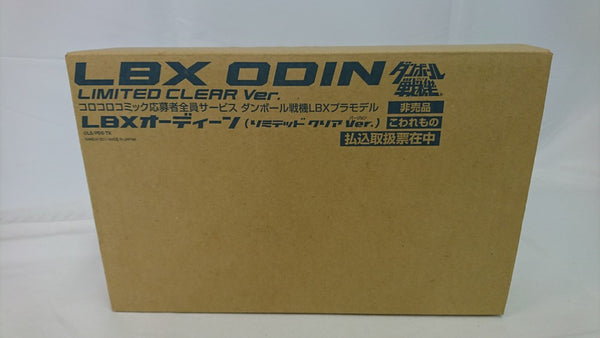 LBX ODIN
ダンボール戦機
LIMITED CLEAR Ver.
コロコロコミック応募者全員サービス ダンボール戦機LBXプラモデル
非売品
LBXオーディーン(リミテッド クリア Ver.)
こわれもの
払込取扱票在中